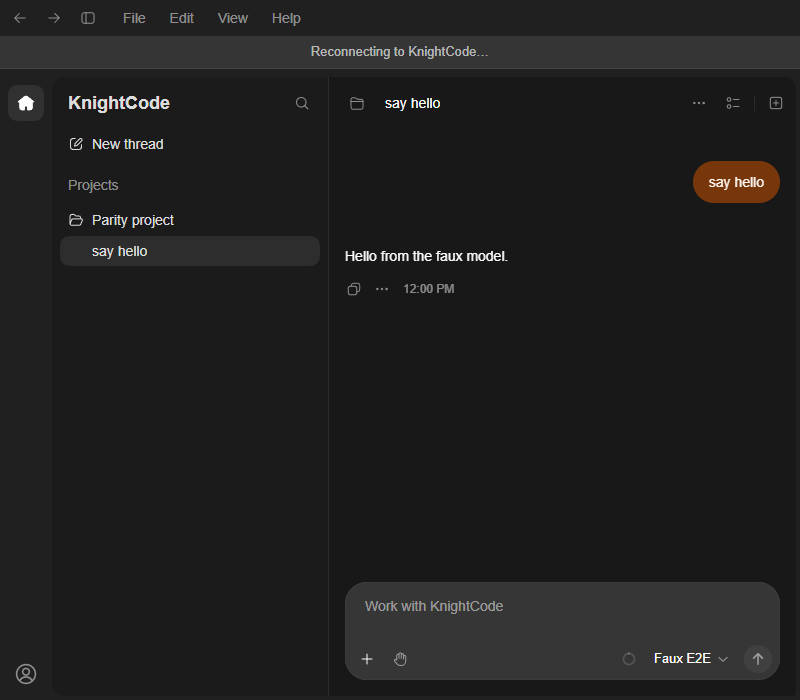 File Edit View Help
Reconnecting to KnightCode...
KnightCode
New thread
Projects
Parity project
say hello
say hello
say hello
Hello from the faux model.
12:00 PM
Work with KnightCode
Faux E2E